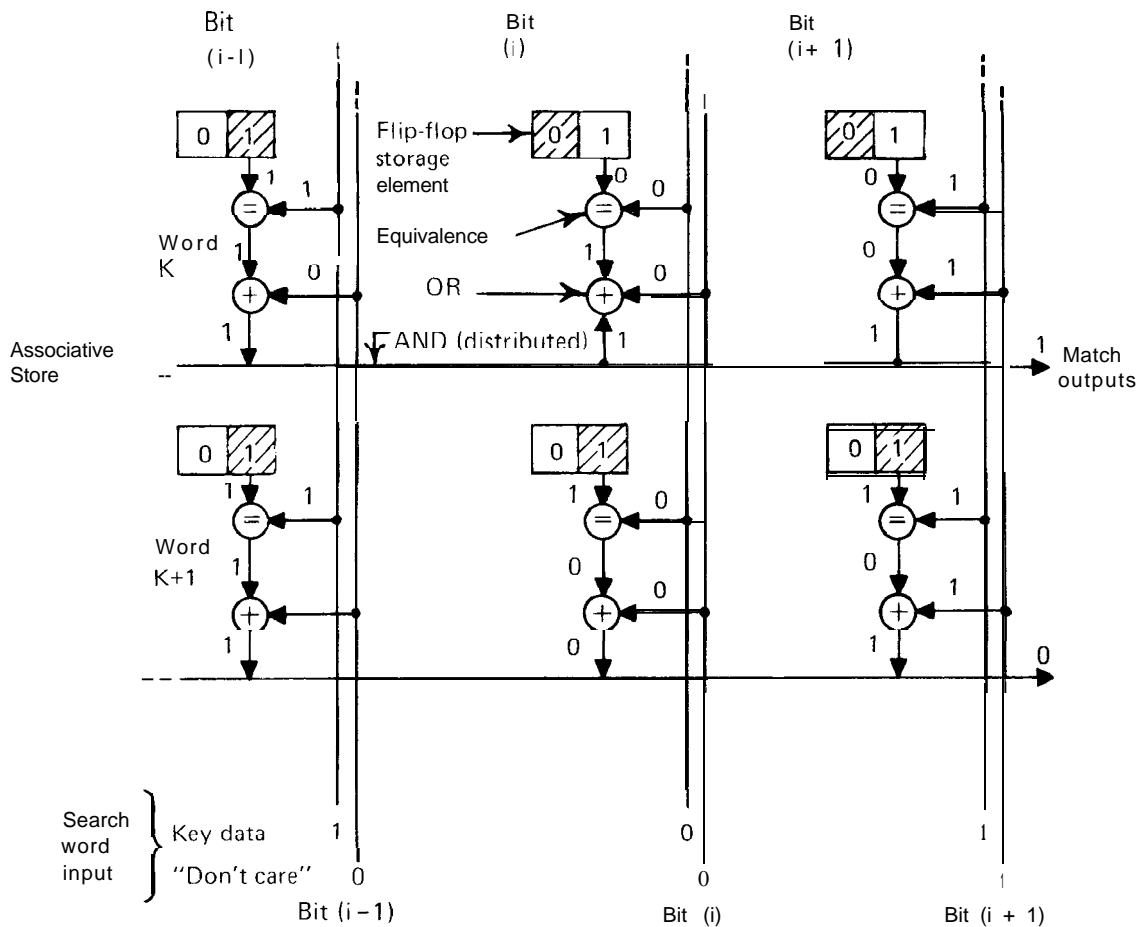 Bit
(i-1)
Bit
(i)
Bit
(i+ 1)
0 1
Flip-flop
storage
element
0 1
0 1
1
1
=
0
0
=
0
1
=
Equivalence
Word
K
1
0
+
OR
1
0
+
0
1
+
1
AND (distributed)
1
1
Associative
Store
1
Match
outputs
0 1
0 1
0 1
1
1
=
1
0
=
1
1
=
Word
K+1
1
+
0
0
+
0
1
+
1
0
1
0
Search
word
input
Key data
1
0
1
"Don't care"
0
0
1
Bit (i-1)
Bit (i)
Bit (i + 1)